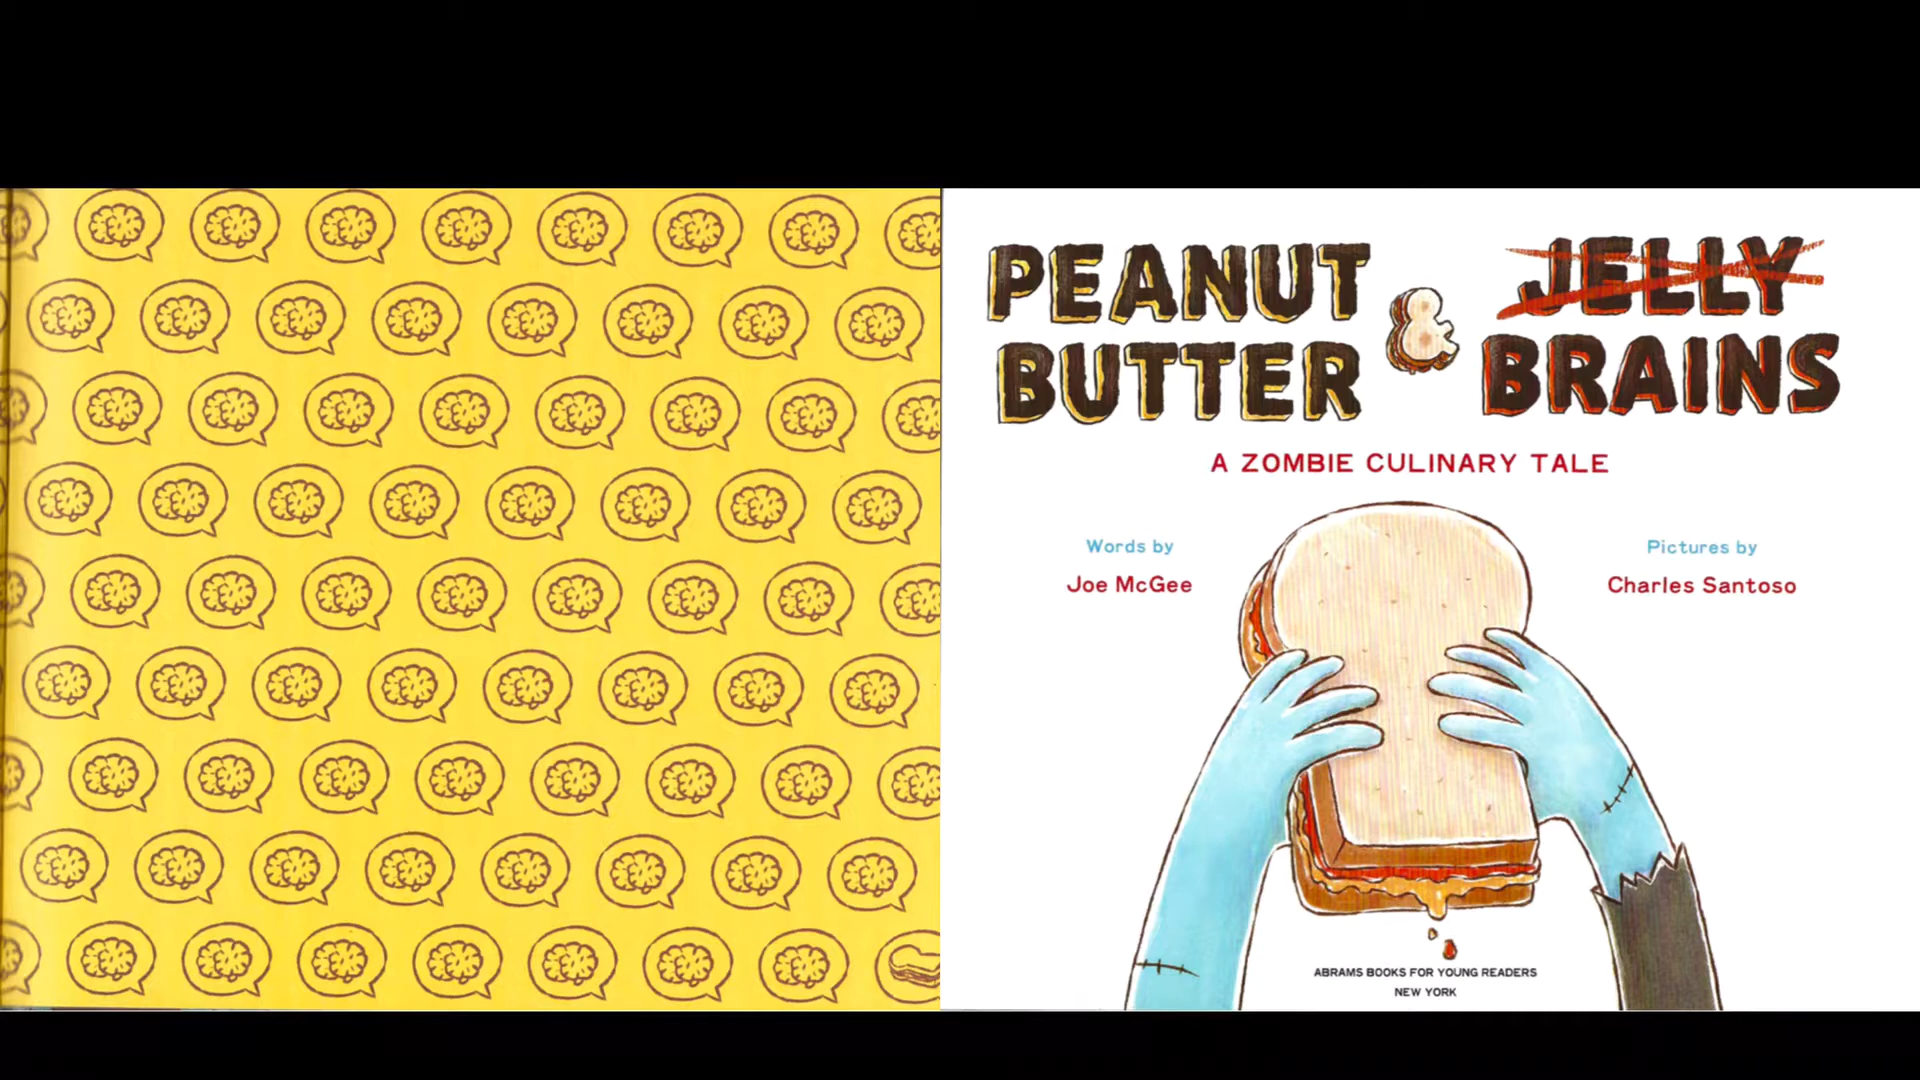 PEANUT
BUTTER
&
JELLY
BRAINS
A ZOMBIE CULINARY TALE
Words by
Joe McGee
Pictures by
Charles Santoso
ABRAMS BOOKS FOR YOUNG READERS
NEW YORK